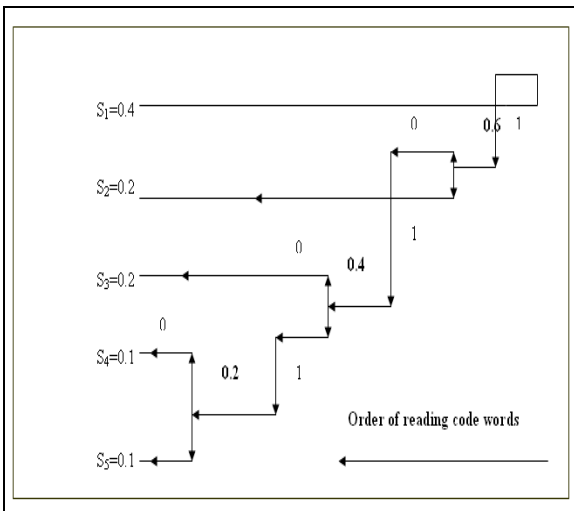 S1=0.4
0 0.6 1
S2=0.2
1
0
0.4
S3=0.2
0
S4=0.1
0.2 1
Order of reading code words
S5=0.1